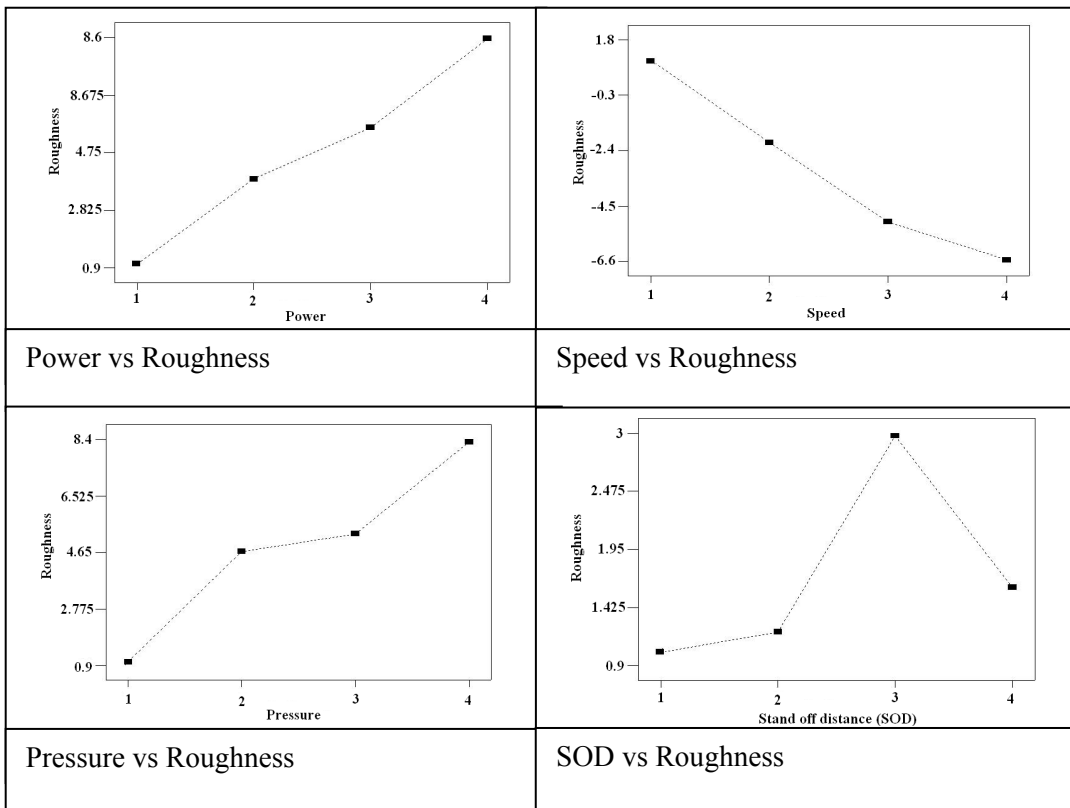 8.6
8.675
4.75
2.825
0.9
Roughness
1 2 3 4
Power
1.8
-0.3
-2.4
-4.5
-6.6
Roughness
1 2 3 4
Speed
Power vs Roughness
Speed vs Roughness
8.4
6.525
4.65
2.775
0.9
Roughness
1 2 3 4
Pressure
3
2.475
1.95
1.425
0.9
Roughness
1 2 3 4
Stand off distance (SOD)
Pressure vs Roughness
SOD vs Roughness